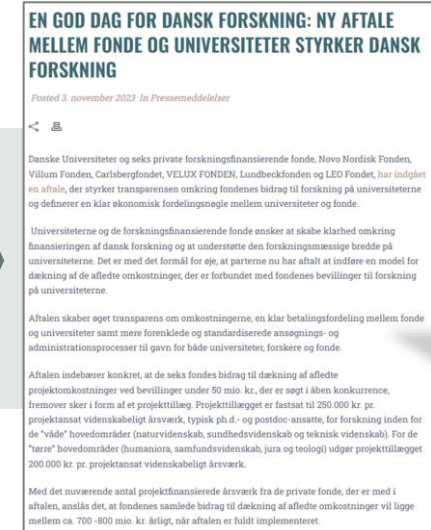 EN GOD DAG FOR DANSK FORSKNING: NY AFTALE
MELLEM FONDE OG UNIVERSITETER STYRKER DANSK
FORSKNING
Posted 3. november 2023 In Pressemeddelelser
Danske Universiteter og seks private forskningsfinansierende fonde, Novo Nordisk Fonden,
Villum Fonden, Carlsbergfondet, VELUX FONDEN, Lundbeckfonden og LEO Fondet, har indgået
en aftale, der styrker transparensen omkring fondenes bidrag til forskning på universiteterne
og definerer en klar økonomisk fordelingsnøgle mellem universiteter og fonde.
Universiteterne og de forskningsfinansierende fonde ønsker at skabe klarhed omkring
finansieringen af dansk forskning og at understøtte den forskningsmæssige bredde på
universiteterne. Det er med det formål for øje, at parterne nu har aftalt at indføre en model for
dækning af de afledte omkostninger, der er forbundet med fondenes bevillinger til forskning
på universiteterne.
Aftalen skaber øget transparens om omkostningerne, en klar betalingsfordeling mellem fonde
og universiteter samt mere forenklede og standardiserede ansøgnings- og
administrationsprocesser til gavn for både universiteter, forskere og fonde.
Aftalen indebærer konkret, at de seks fondes bidrag til dækning af afledte
projektomkostninger ved bevillinger under 50 mio. kr., der er søgt i åben konkurrence,
fremover sker i form af et projekttillæg. Projekttillægget er fastsat til 250.000 kr. pr.
projektansat videnskabeligt årsværk, typisk ph.d.- og postdoc-ansatte, for forskning inden for
de "våde" hovedområder (naturvidenskab, sundhedsvidenskab og teknisk videnskab). For de
"tørre" hovedområder (humaniora, samfundsvidenskab, jura og teologi) udgør projekttillægget
200.000 kr. pr. projektansat videnskabeligt årsværk.
Med det nuværende antal projektfinansierede årsværk fra de private fonde, der er med i
aftalen, anslås det, at fondenes samlede bidrag til dækning af afledte omkostninger vil ligge
mellem ca. 700 -800 mio. kr. årligt, når aftalen er fuldt implementeret.